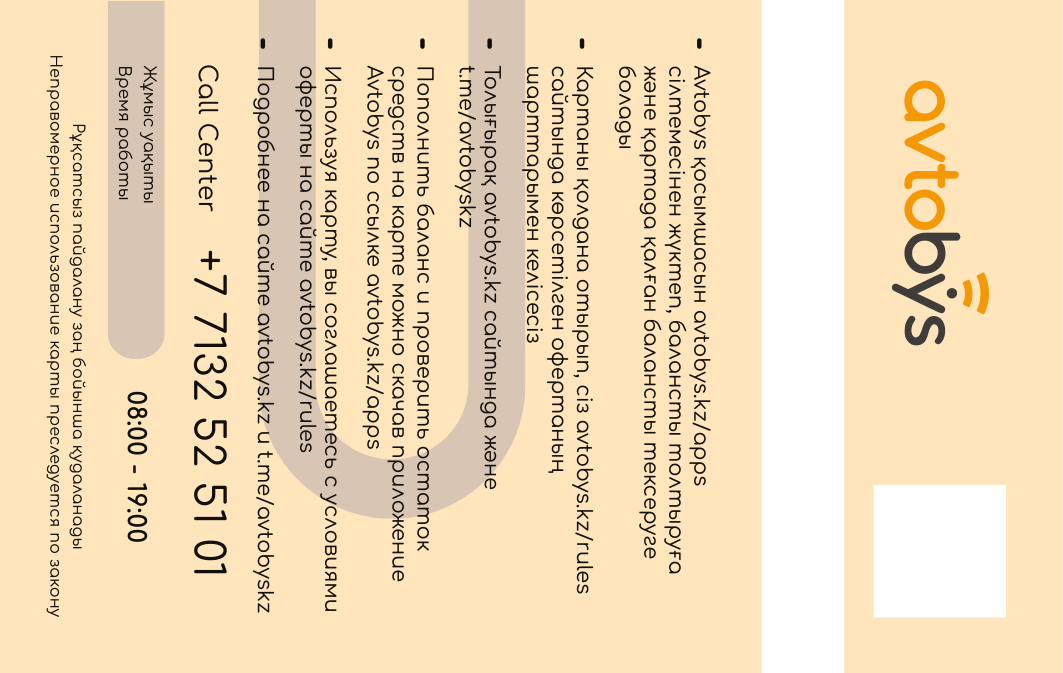 avtobys
- Avtobys қосымшасын avtobys.kz/apps
сілтемесінен жүктеп, балансты толтыруға
және картада қалған балансты тексеруге
болады
- Картаны қолдана отырып, сіз avtobys.kz/rules
сайтында көрсетілген офертаның
шарттарымен келісесіз
- Толығырақ avtobys.kz сайтында және
t.me/avtobyskz
- Пополнить баланс и проверить остаток
средств на карте можно скачав приложение
Avtobys по ссылке avtobys.kz/apps
- Используя карту, вы соглашаетесь с условиями
оферты на сайте avtobys.kz/rules
- Подробнее на сайте avtobys.kz и t.me/avtobyskz
Call Center +7 7132 52 51 01
Жұмыс уақыты
Время работы
08:00 - 19:00
Рұқсатсыз пайдалану заң бойынша қудаланады
Неправомерное использование карты преследуется по закону